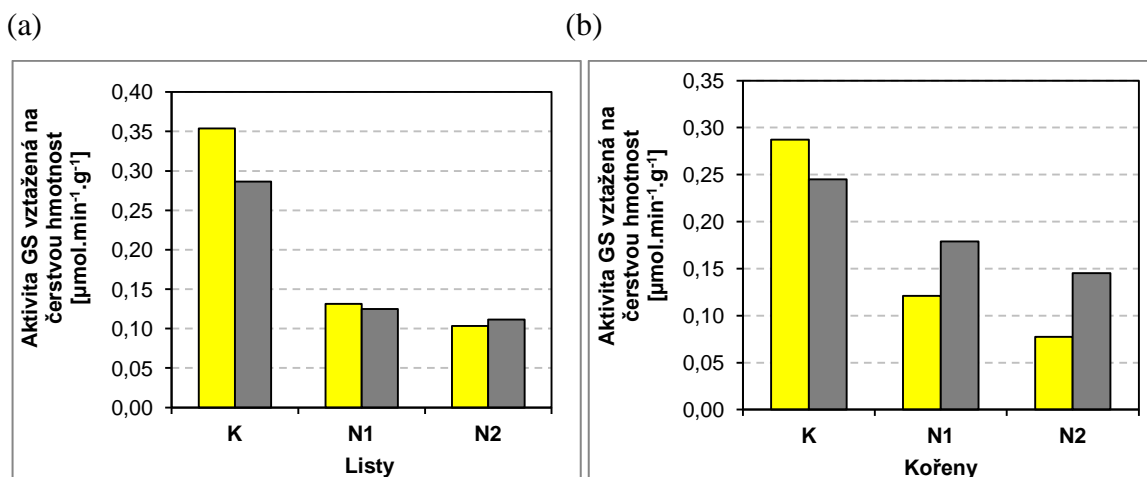 (a)
Aktivita GS vztažená na
čerstvou hmotnost
[µmol.min⁻¹.g⁻¹]
0,40
0,35
0,30
0,25
0,20
0,15
0,10
0,05
0,00
K N1 N2
Listy
(b)
Aktivita GS vztažená na
čerstvou hmotnost
[µmol.min⁻¹.g⁻¹]
0,35
0,30
0,25
0,20
0,15
0,10
0,05
0,00
K N1 N2
Kořeny